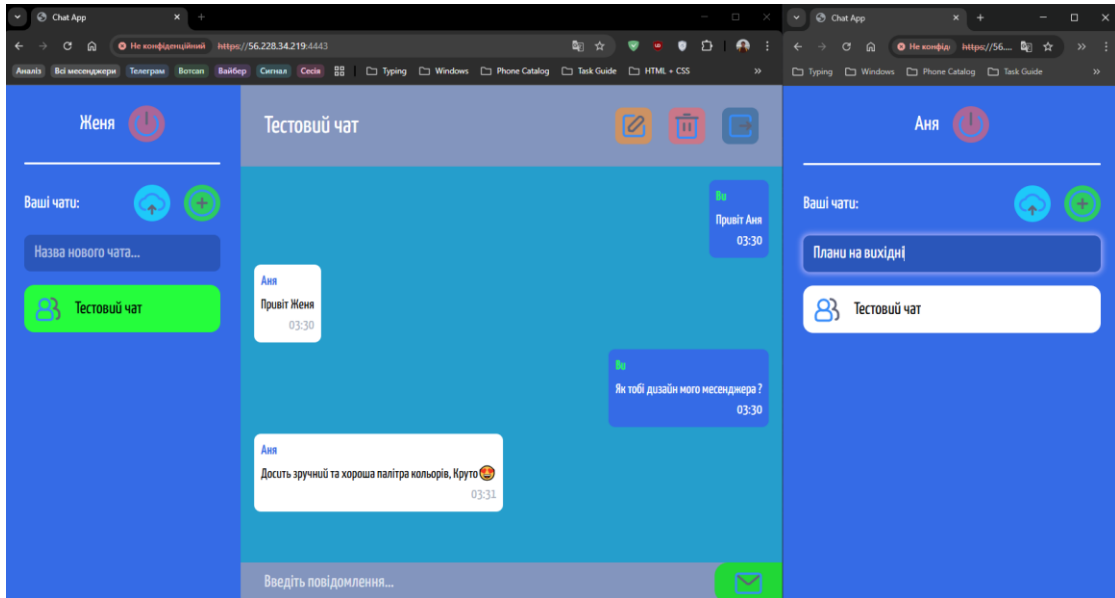 Chat App
Не конфіденційний https://56.228.34.219:4443
Аналіз Всі месенджери Телеграм Вотсап Вайбер Сигнал Сесія Typing Windows Phone Catalog Task Guide HTML + CSS
Женя
Ваші чати:
Назва нового чата...
Тестовий чат
Тестовий чат
Ви
Привіт Аня
03:30
Аня
Привіт Женя
03:30
Ви
Як тобі дизайн мого месенджера ?
03:30
Аня
Досить зручний та хороша палітра кольорів, Круто 🤩
03:31
Введіть повідомлення...
Chat App
Не конфіде https://56....
Typing Windows Phone Catalog Task Guide
Аня
Ваші чати:
Плани на вихідні
Тестовий чат